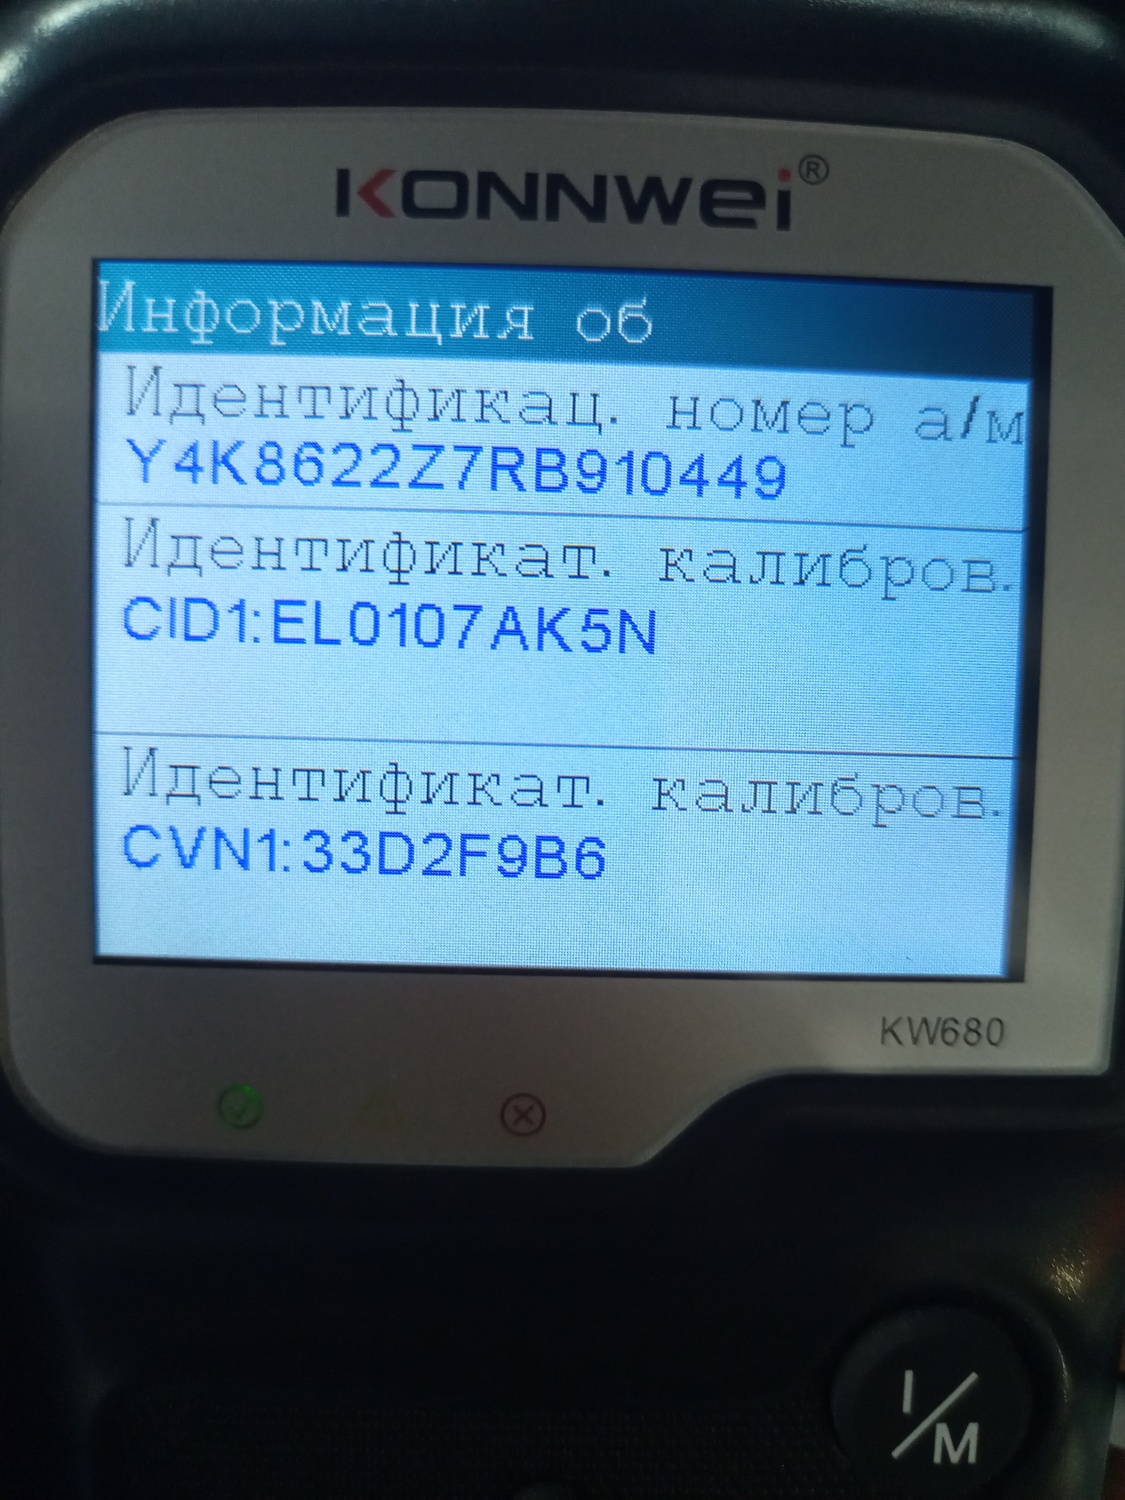 KONNWEI®
Информация об
Идентификац. номер а/м
Y4K8622Z7RB910449
Идентификат. калибров.
CID1:EL0107AK5N
Идентификат. калибров.
CVN1:33D2F9B6
KW680
I/M